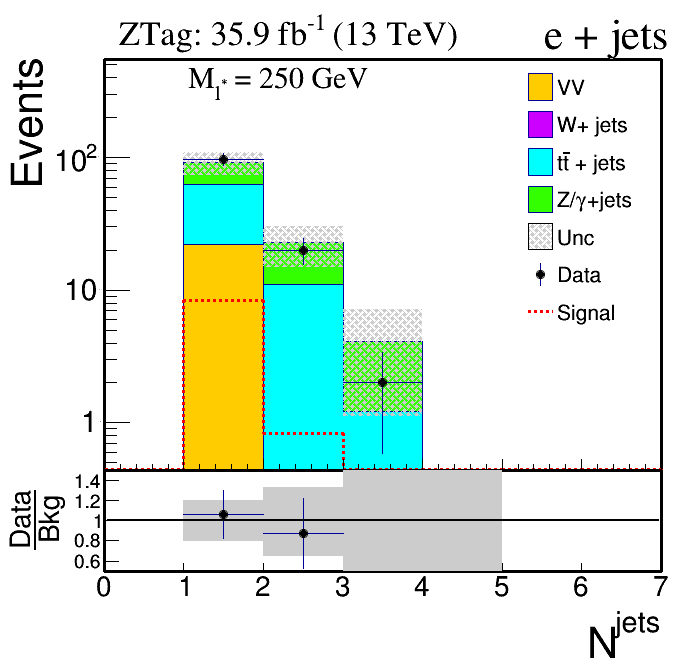 ZTag: 35.9 fb⁻¹ (13 TeV)
e + jets
M_l* = 250 GeV
Events
10²
10
1
VV
W+ jets
tt̄ + jets
Z/γ+jets
Unc
Data
Signal
Data
Bkg
1.4
1.2
1
0.8
0.6
0 1 2 3 4 5 6 7
N^jets